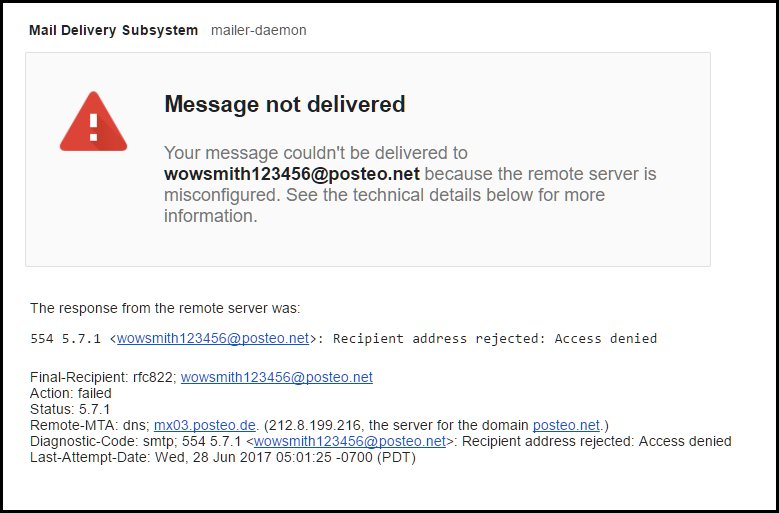 Mail Delivery Subsystem mailer-daemon
Message not delivered
Your message couldn't be delivered to
wowsmith123456@posteo.net because the remote server is
misconfigured. See the technical details below for more
information.
The response from the remote server was:
554 5.7.1 <wowsmith123456@posteo.net>: Recipient address rejected: Access denied
Final-Recipient: rfc822; wowsmith123456@posteo.net
Action: failed
Status: 5.7.1
Remote-MTA: dns; mx03.posteo.de. (212.8.199.216, the server for the domain posteo.net.)
Diagnostic-Code: smtp; 554 5.7.1 <wowsmith123456@posteo.net>: Recipient address rejected: Access denied
Last-Attempt-Date: Wed, 28 Jun 2017 05:01:25 -0700 (PDT)